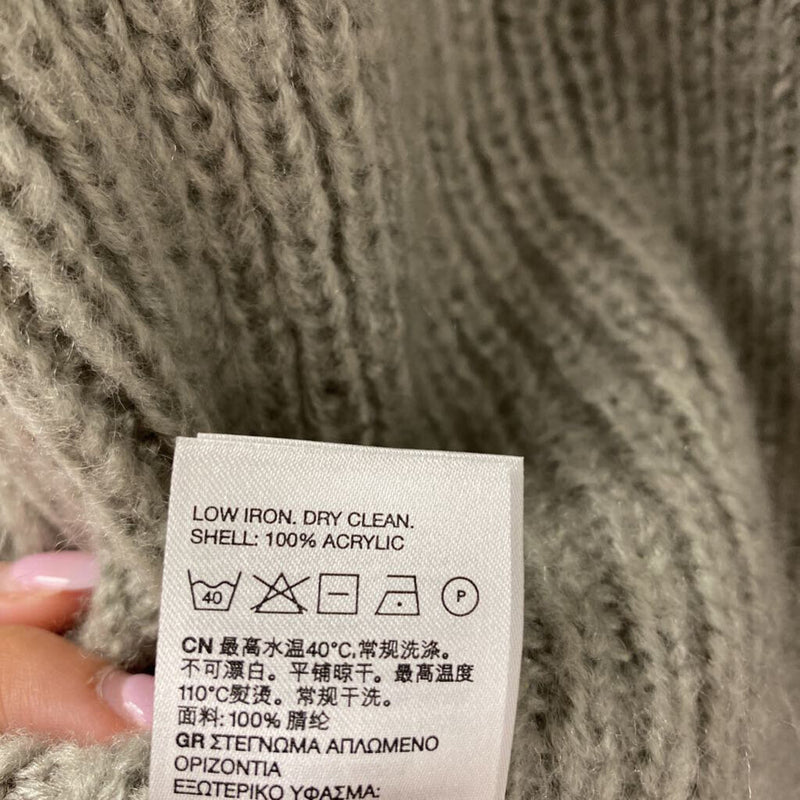 LOW IRON. DRY CLEAN.
SHELL: 100% ACRYLIC
40 P
CN 最高水温40°C,常规洗涤。
不可漂白。平铺晾干。最高温度
110°C熨烫。常规干洗。
面料:100% 腈纶
GR ΣΤΕΓΝΩΜΑ ΑΠΛΩΜΕΝΟ
ΟΡΙΖΟΝΤΙΑ
ΕΞΩΤΕΡΙΚΟ ΥΦΑΣΜΑ: